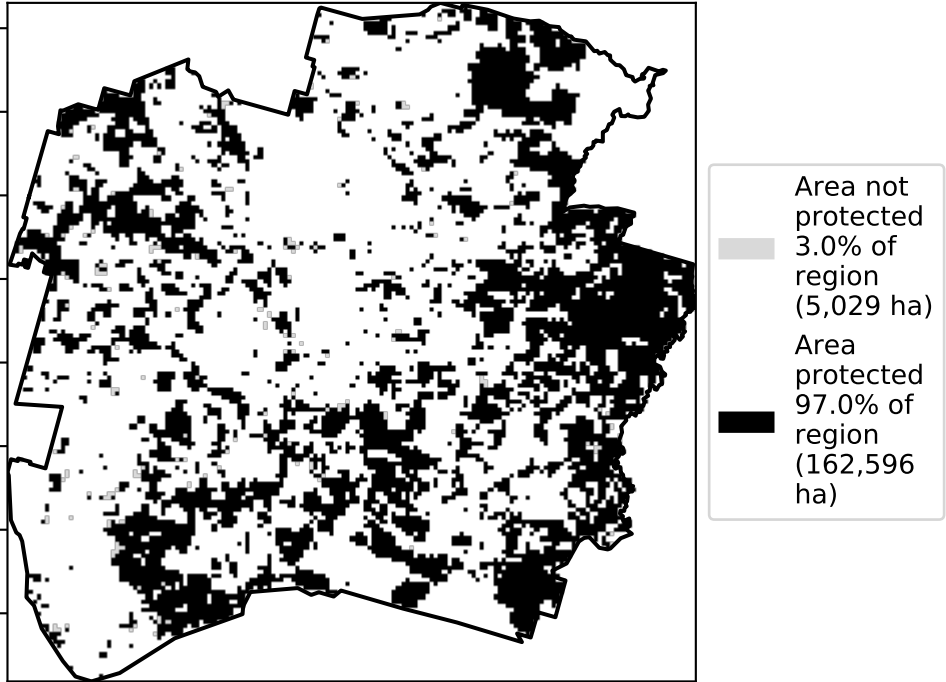 Area not
protected
3.0% of
region
(5,029 ha)
Area
protected
97.0% of
region
(162,596
ha)